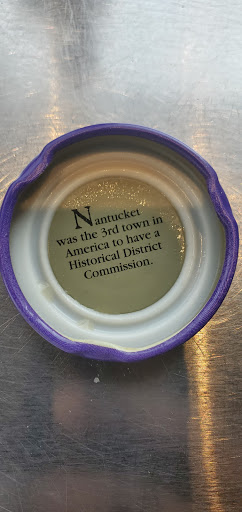 Nantucket
was the 3rd town in
America to have a
Historical District
Commission.